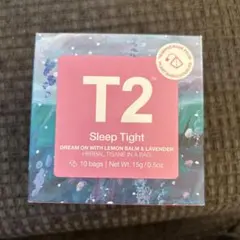 T2
Sleep Tight
DREAM ON WITH LEMON BALM & LAVENDER
HERBAL TISANE IN A BAG
10 bags | Net Wt. 15g / 0.5oz